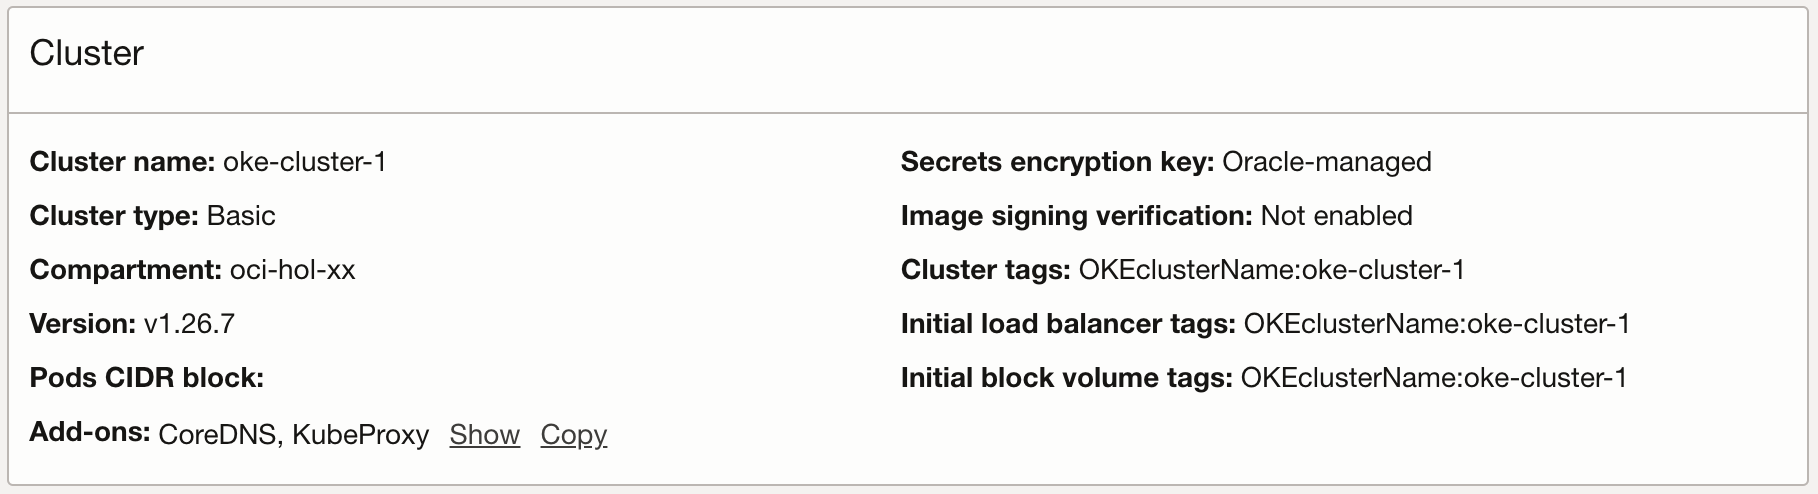 Cluster
Cluster name: oke-cluster-1
Cluster type: Basic
Compartment: oci-hol-xx
Version: v1.26.7
Pods CIDR block:
Add-ons: CoreDNS, KubeProxy Show Copy
Secrets encryption key: Oracle-managed
Image signing verification: Not enabled
Cluster tags: OKEclusterName:oke-cluster-1
Initial load balancer tags: OKEclusterName:oke-cluster-1
Initial block volume tags: OKEclusterName:oke-cluster-1